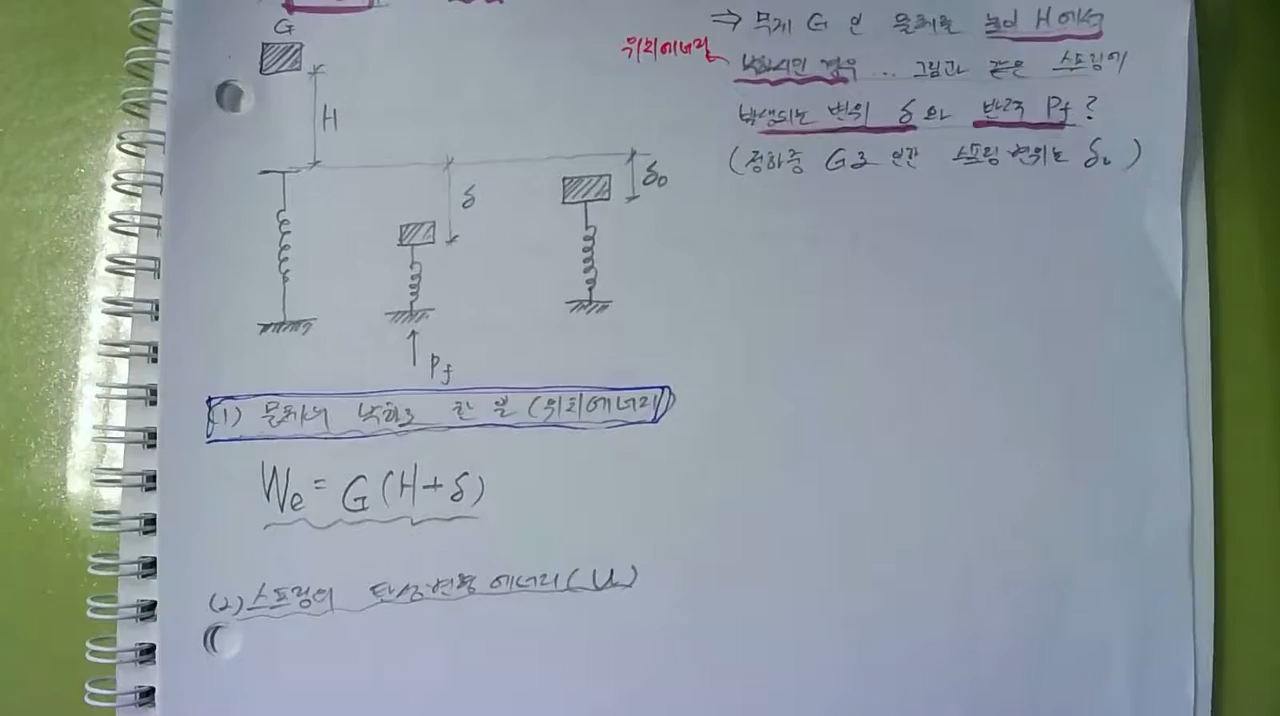 G
H
δ
δ₀
Pf
⇒ 무게 G 인 물체를 높이 H에서
위치에너지
낙하시킨 경우 ... 그림과 같은 스프링에
발생되는 변위 δ 와 반력 Pf ?
(정하중 G로 인한 스프링 변위는 δ₀)
(1) 물체의 낙하로 한 일 (위치에너지)
We = G(H+δ)
(2) 스프링의 탄성변형에너지(U)